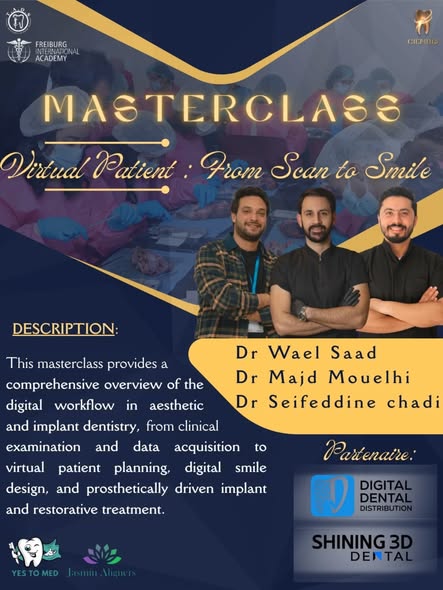 FREIBURG
INTERNATIONAL
ACADEMY
MASTERCLASS
Virtual Patient : From Scan to Smile
DESCRIPTION:
This masterclass provides a
comprehensive overview of the
digital workflow in aesthetic
and implant dentistry, from clinical
examination and data acquisition to
virtual patient planning, digital smile
design, and prosthetically driven implant
and restorative treatment.
Dr Wael Saad
Dr Majd Mouelhi
Dr Seifeddine chadi
Partenaire:
DIGITAL
DENTAL
DISTRIBUTION
SHINING 3D
DENTAL
YES TO MED
Jasmin Aligners